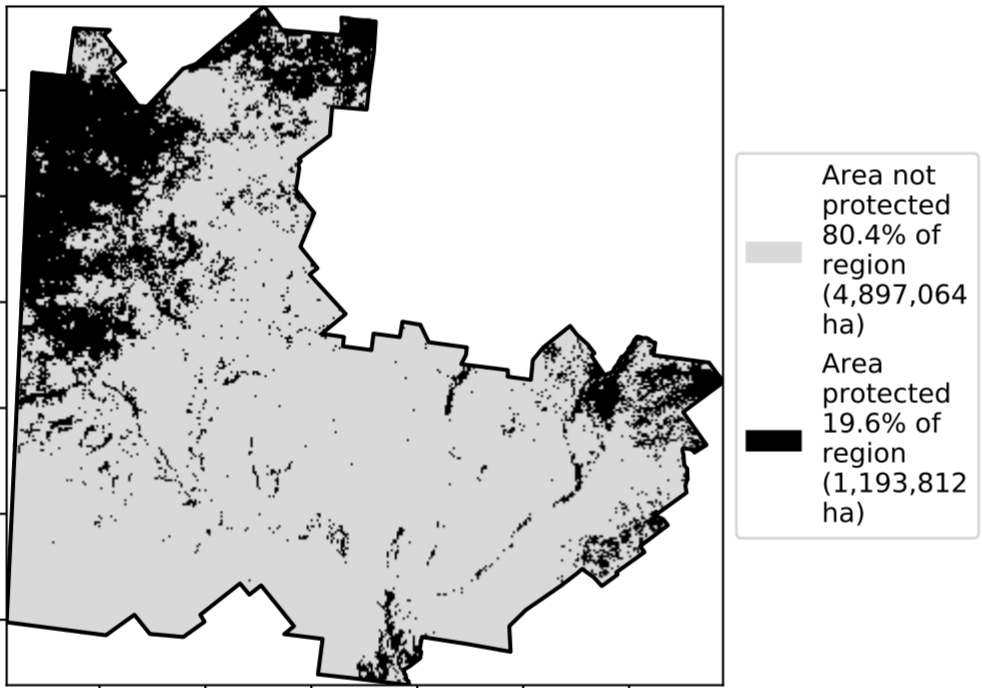 Area not
protected
80.4% of
region
(4,897,064
ha)
Area
protected
19.6% of
region
(1,193,812
ha)